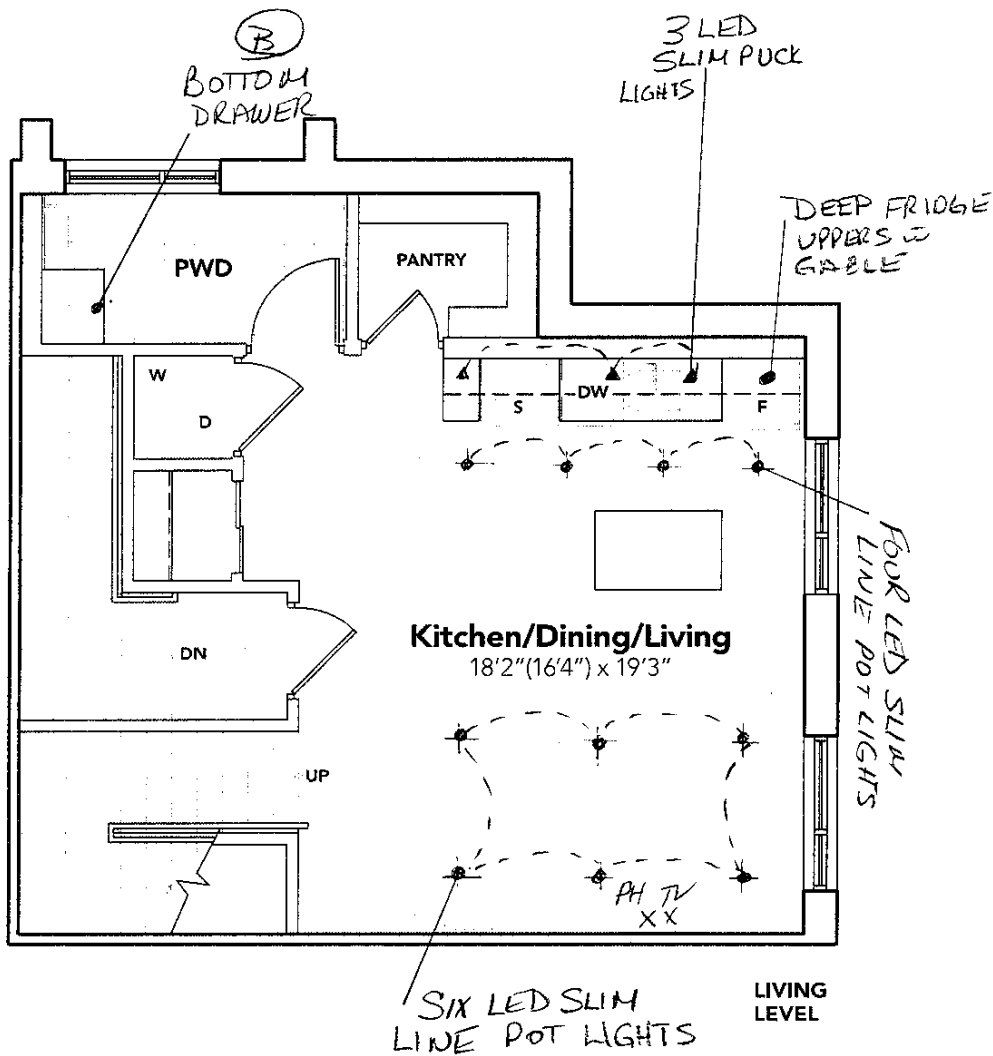 B
BOTTOM
DRAWER
3 LED
SLIM PUCK
LIGHTS
DEEP FRIDGE
UPPERS
GABLE
PWD
PANTRY
W
D
S
DW
F
FOUR LED SLIM
LINE POT LIGHTS
Kitchen/Dining/Living
18'2"(16'4") x 19'3"
DN
UP
PH TV
X X
SIX LED SLIM
LINE POT LIGHTS
LIVING
LEVEL